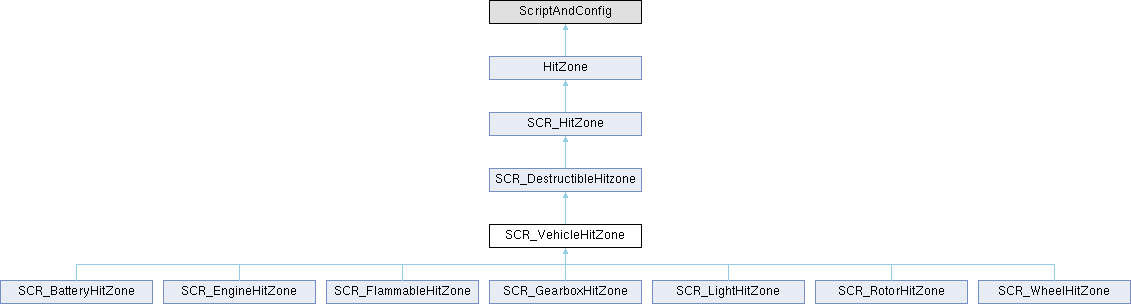 ScriptAndConfig
HitZone
SCR_HitZone
SCR_DestructibleHitzone
SCR_VehicleHitZone
SCR_BatteryHitZone
SCR_EngineHitZone
SCR_FlammableHitZone
SCR_GearboxHitZone
SCR_LightHitZone
SCR_RotorHitZone
SCR_WheelHitZone